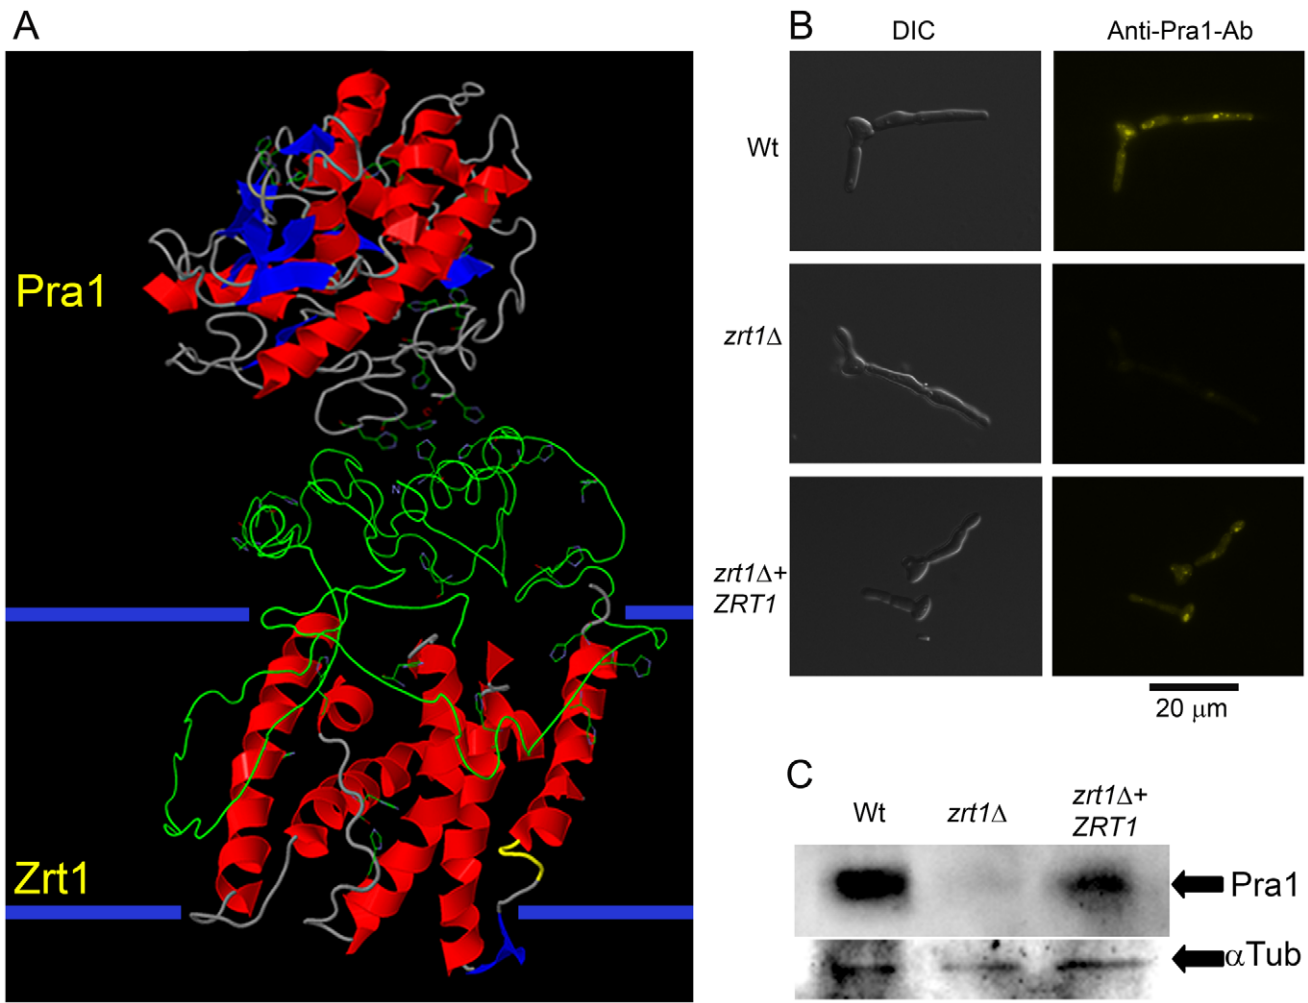 A
Pra1
N
Zrt1
B
DIC
Anti-Pra1-Ab
Wt
zrt1Δ
zrt1Δ+
ZRT1
20 μm
C
Wt
zrt1Δ
zrt1Δ+
ZRT1
Pra1
αTub